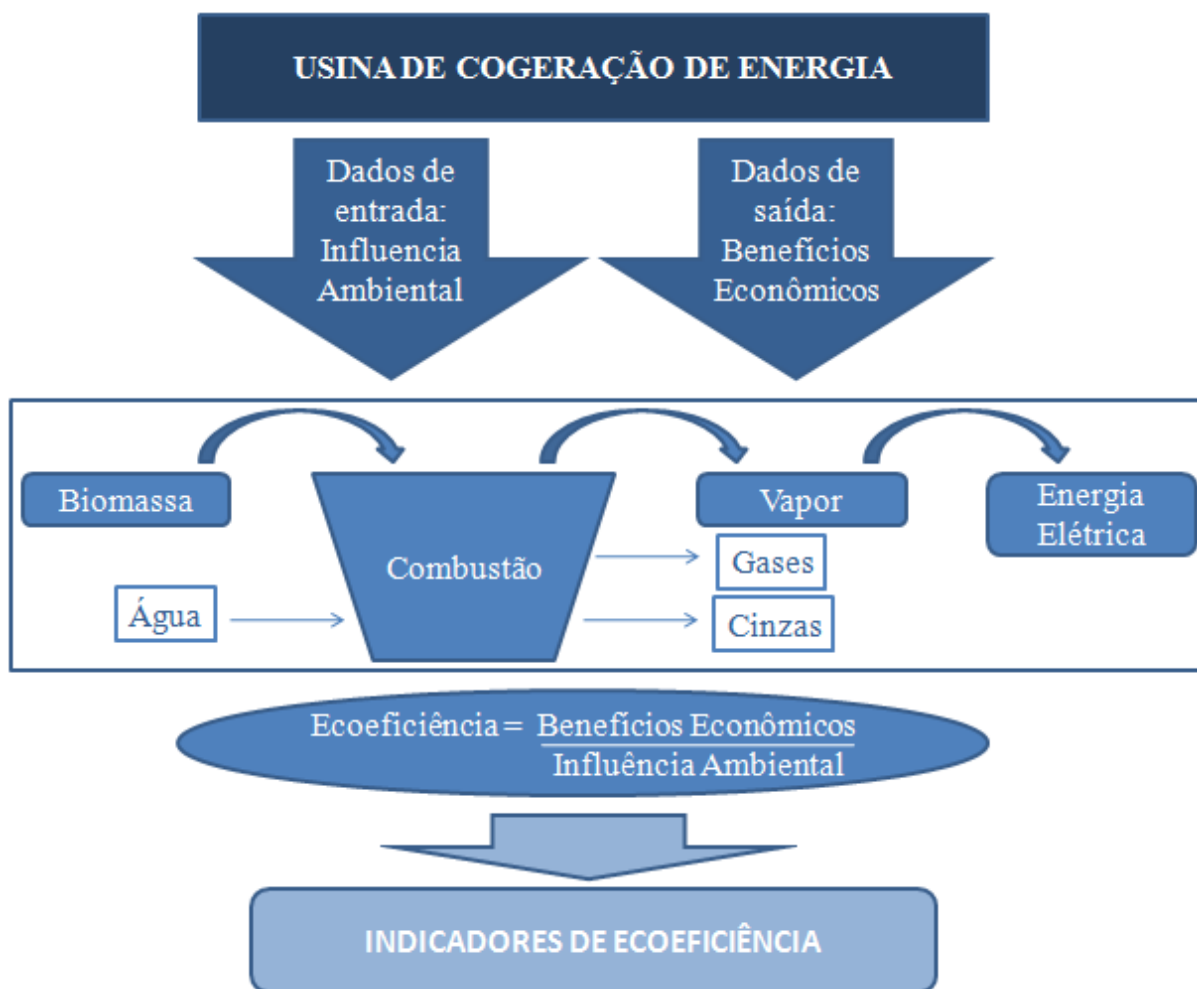 USINA DE COGERAÇÃO DE ENERGIA
Dados de
entrada:
Influencia
Ambiental
Dados de
saída:
Benefícios
Econômicos
Biomassa
Água
Combustão
Vapor
Gases
Cinzas
Energia
Elétrica
Ecoeficiência = Benefícios Econômicos
Influência Ambiental
INDICADORES DE ECOEFICIÊNCIA